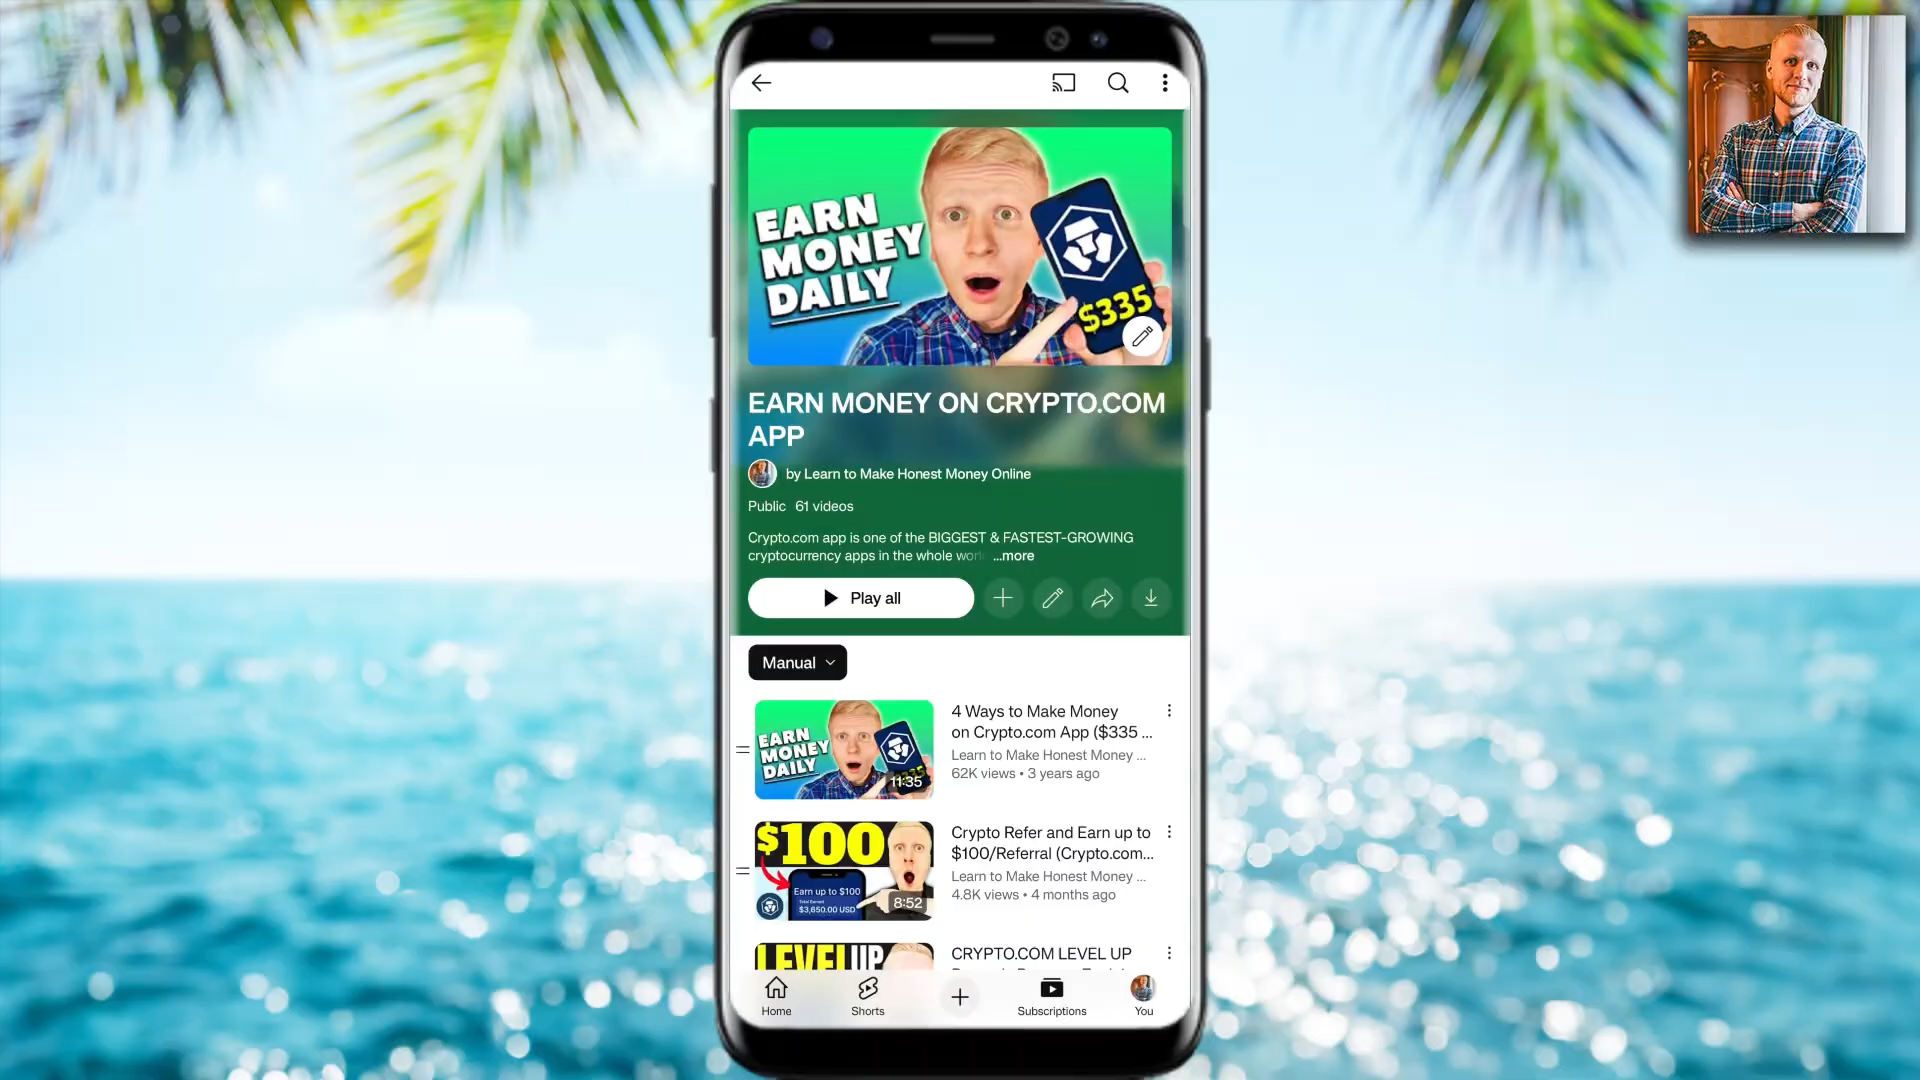 EARN
MONEY
DAILY
$335
EARN MONEY ON CRYPTO.COM
APP
by Learn to Make Honest Money Online
Public 61 videos
Crypto.com app is one of the BIGGEST & FASTEST-GROWING
cryptocurrency apps in the whole worl ...more
Play all
Manual
EARN
MONEY
DAILY
$335
11:35
4 Ways to Make Money
on Crypto.com App ($335 ...
Learn to Make Honest Money ...
62K views • 3 years ago
$100
Earn up to $100
Total Earned
$3,650.00 USD
8:52
Crypto Refer and Earn up to
$100/Referral (Crypto.com...
Learn to Make Honest Money ...
4.8K views • 4 months ago
LEVEL UP
CRYPTO.COM LEVEL UP
Home
Shorts
Subscriptions
You